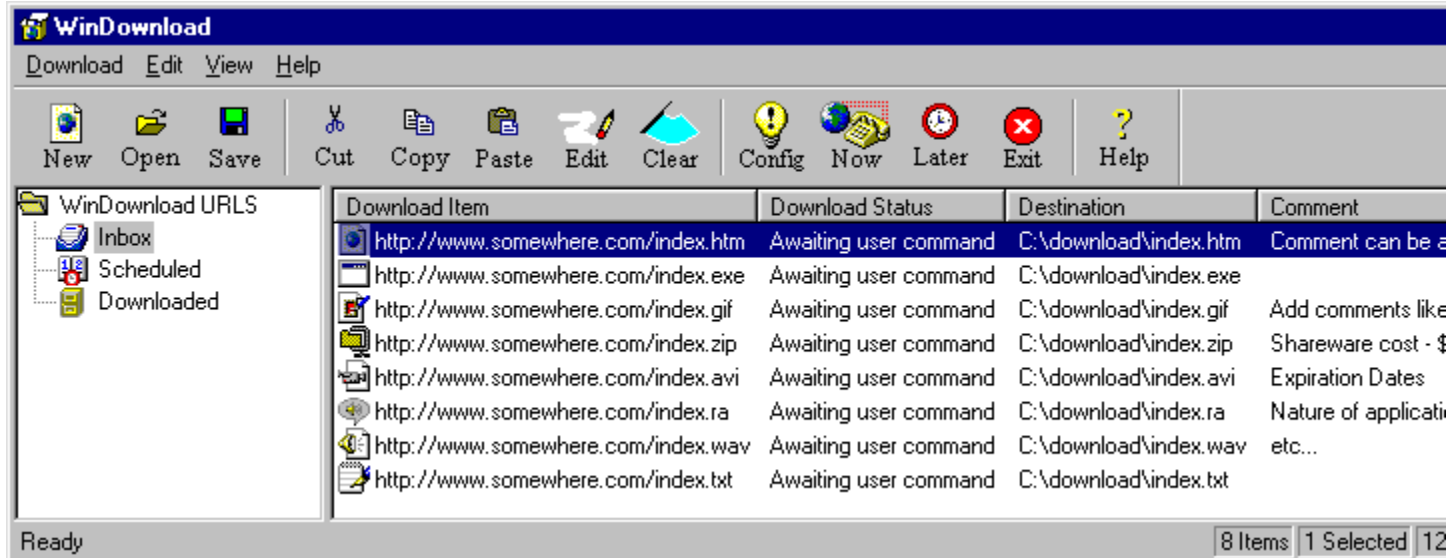 WinDownload
Download Edit View Help
New Open Save Cut Copy Paste Edit Clear Config Now Later Exit Help
WinDownload URLS
Inbox
Scheduled
Downloaded
Download Item Download Status Destination Comment
http://www.somewhere.com/index.htm Awaiting user command C:\download\index.htm Comment can be a
http://www.somewhere.com/index.exe Awaiting user command C:\download\index.exe
http://www.somewhere.com/index.gif Awaiting user command C:\download\index.gif Add comments like
http://www.somewhere.com/index.zip Awaiting user command C:\download\index.zip Shareware cost - $
http://www.somewhere.com/index.avi Awaiting user command C:\download\index.avi Expiration Dates
http://www.somewhere.com/index.ra Awaiting user command C:\download\index.ra Nature of
http://www.somewhere.com/index.wav Awaiting user command C:\download\index.wav etc...
http://www.somewhere.com/index.txt Awaiting user command C:\download\index.txt
Ready 8 Items 1 Selected 12